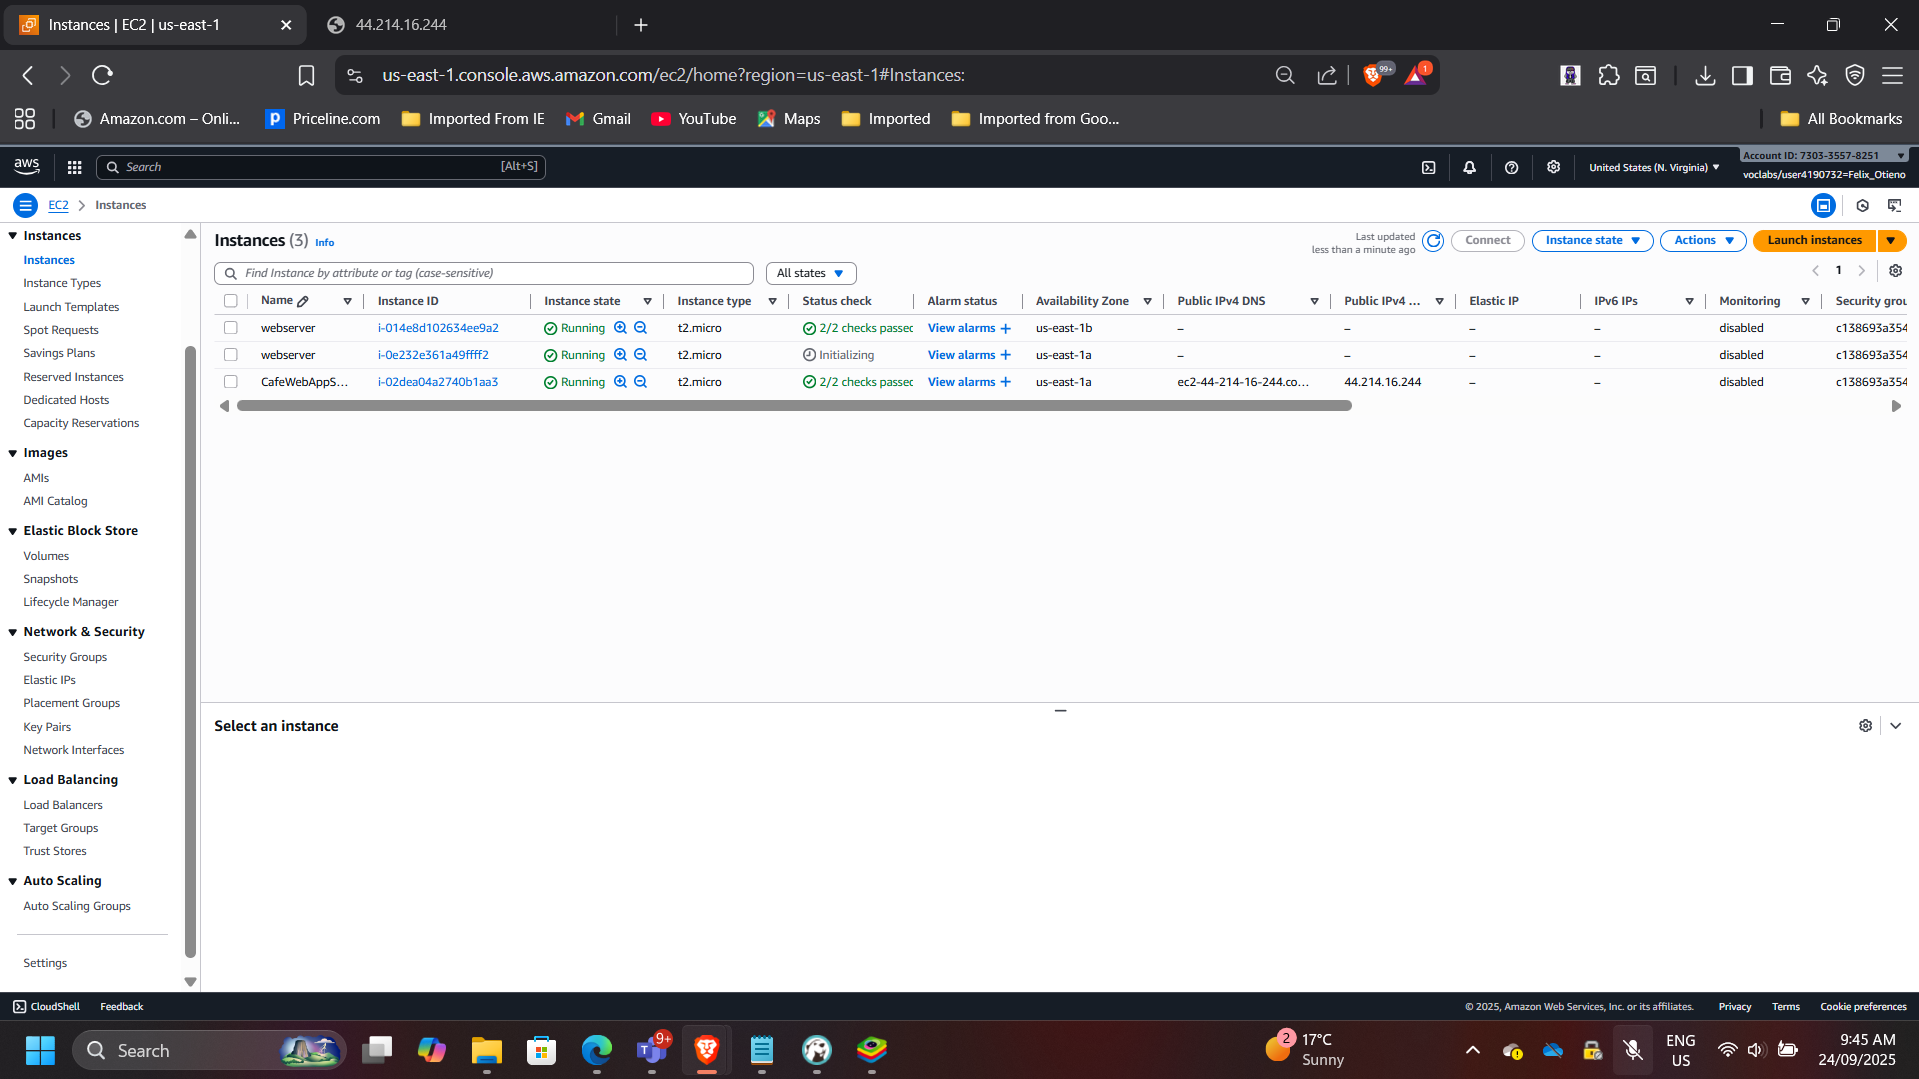 Instances | EC2 | us-east-1
44.214.16.244
us-east-1.console.aws.amazon.com/ec2/home?region=us-east-1#Instances:
99+
1
Amazon.com – Onli...
Priceline.com
Imported From IE
Gmail
YouTube
Maps
Imported
Imported from Goo...
All Bookmarks
aws
Search
[Alt+S]
United States (N. Virginia)
Account ID: 7303-3557-8251
voclabs/user4190732=Felix_Otieno
EC2
Instances
Instances
Instances
Instance Types
Launch Templates
Spot Requests
Savings Plans
Reserved Instances
Dedicated Hosts
Capacity Reservations
Images
AMIs
AMI Catalog
Elastic Block Store
Volumes
Snapshots
Lifecycle Manager
Network & Security
Security Groups
Elastic IPs
Placement Groups
Key Pairs
Network Interfaces
Load Balancing
Load Balancers
Target Groups
Trust Stores
Auto Scaling
Auto Scaling Groups
Settings
Instances (3) Info
Last updated
less than a minute ago
Connect
Instance state
Actions
Launch instances
Find Instance by attribute or tag (case-sensitive)
All states
1
Name Instance ID Instance state Instance type Status check Alarm status Availability Zone Public IPv4 DNS Public IPv4 ... Elastic IP IPv6 IPs Monitoring Security grou
webserver i-014e8d102634ee9a2 Running t2.micro 2/2 checks passed View alarms + us-east-1b – – – – disabled c138693a354
webserver i-0e232e361a49ffff2 Running t2.micro Initializing View alarms + us-east-1a – – – – disabled c138693a354
CafeWebAppS... i-02dea04a2740b1aa3 Running t2.micro 2/2 checks passed View alarms + us-east-1a ec2-44-214-16-244.co... 44.214.16.244 – – disabled c138693a354
Select an instance
CloudShell
Feedback
© 2025, Amazon Web Services, Inc. or its affiliates.
Privacy
Terms
Cookie preferences
Search
9+
2
17°C
Sunny
ENG
US
9:45 AM
24/09/2025